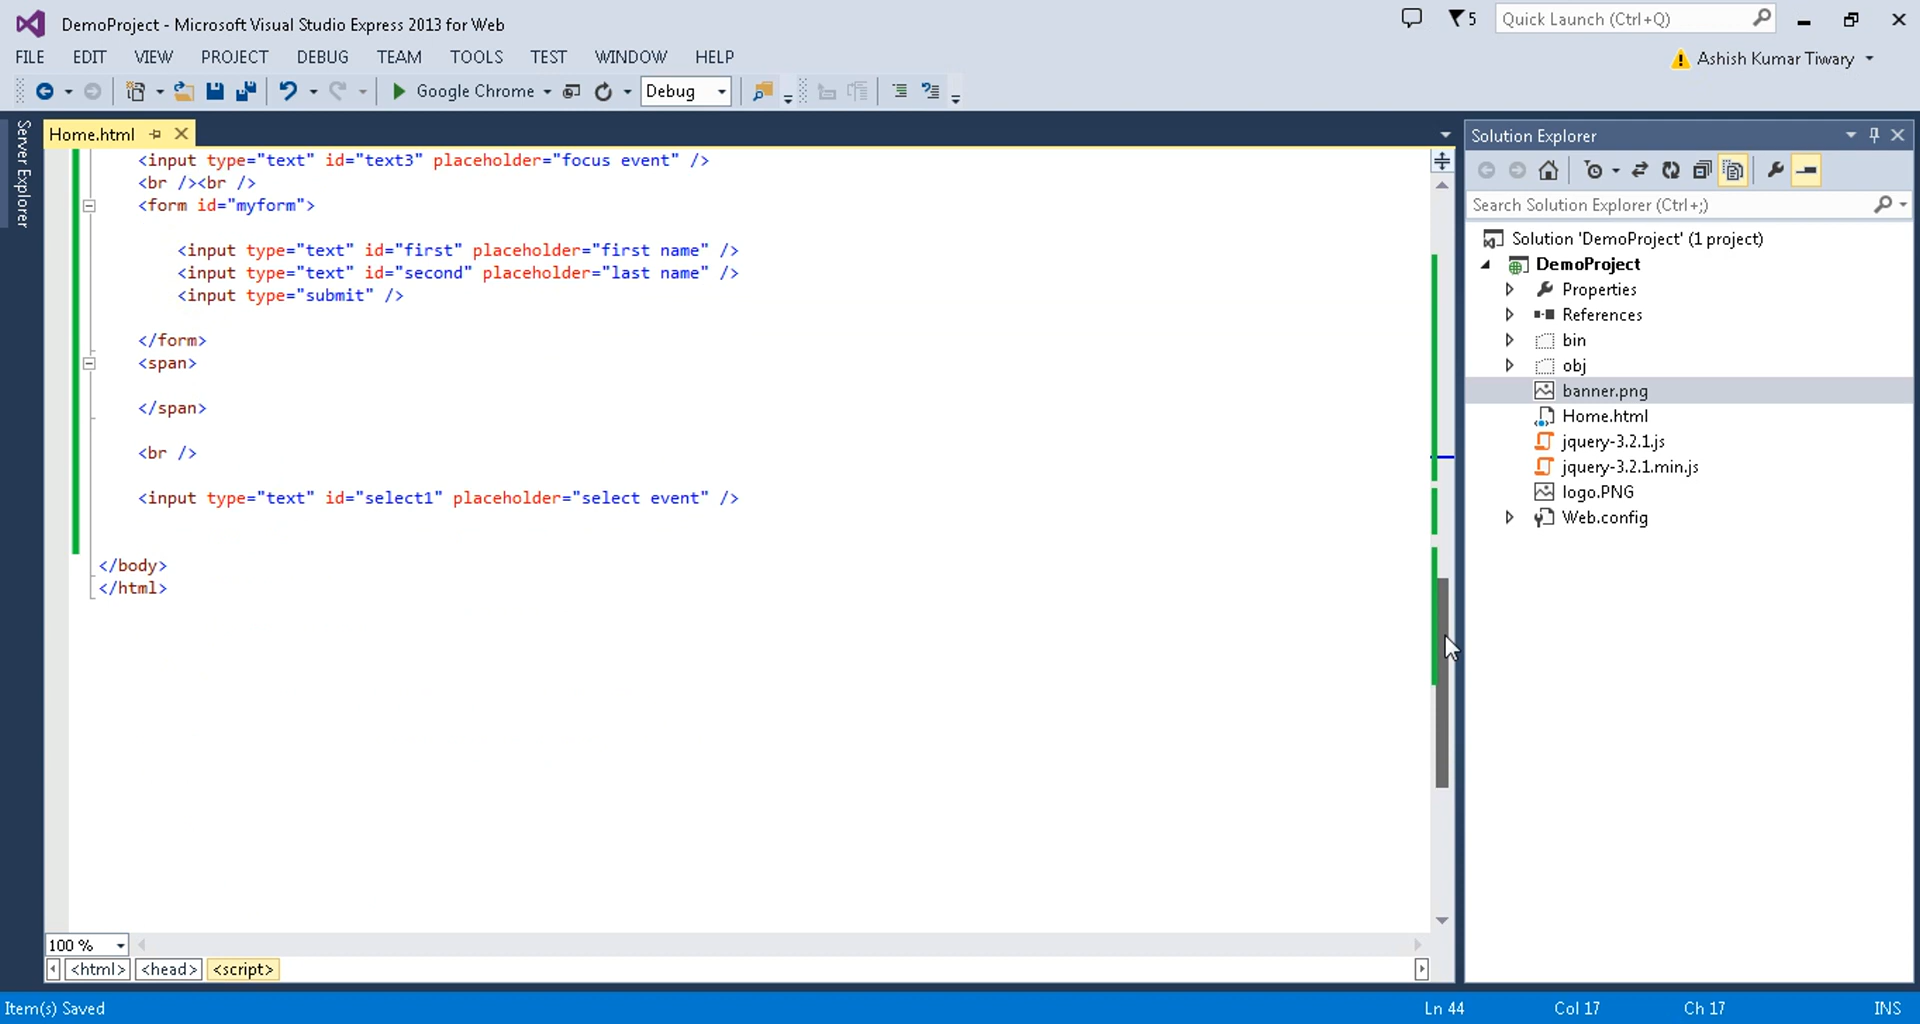 DemoProject - Microsoft Visual Studio Express 2013 for Web
5
Quick Launch (Ctrl+Q)
FILE EDIT VIEW PROJECT DEBUG TEAM TOOLS TEST WINDOW HELP
Ashish Kumar Tiwary
Google Chrome
Debug
Server Explorer
Home.html
<input type="text" id="text3" placeholder="focus event" />
<br /><br />
<form id="myform">
<input type="text" id="first" placeholder="first name" />
<input type="text" id="second" placeholder="last name" />
<input type="submit" />
</form>
<span>
</span>
<br />
<input type="text" id="select1" placeholder="select event" />
</body>
</html>
100 %
<html> <head> <script>
Solution Explorer
Search Solution Explorer (Ctrl+;)
Solution 'DemoProject' (1 project)
DemoProject
Properties
References
bin
obj
banner.png
Home.html
jquery-3.2.1.js
jquery-3.2.1.min.js
logo.PNG
Web.config
Item(s) Saved
Ln 44 Col 17 Ch 17 INS